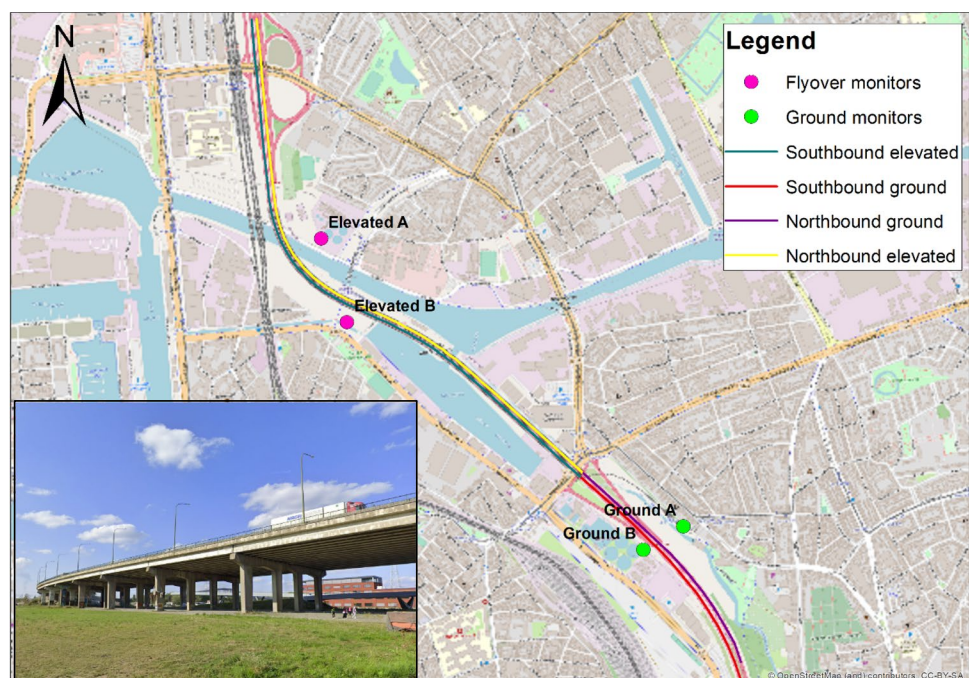 N
Legend
Flyover monitors
Ground monitors
Southbound elevated
Southbound ground
Northbound ground
Northbound elevated
Elevated A
Elevated B
Ground A
Ground B
© OpenStreetMap (and) contributors, CC-BY-SA